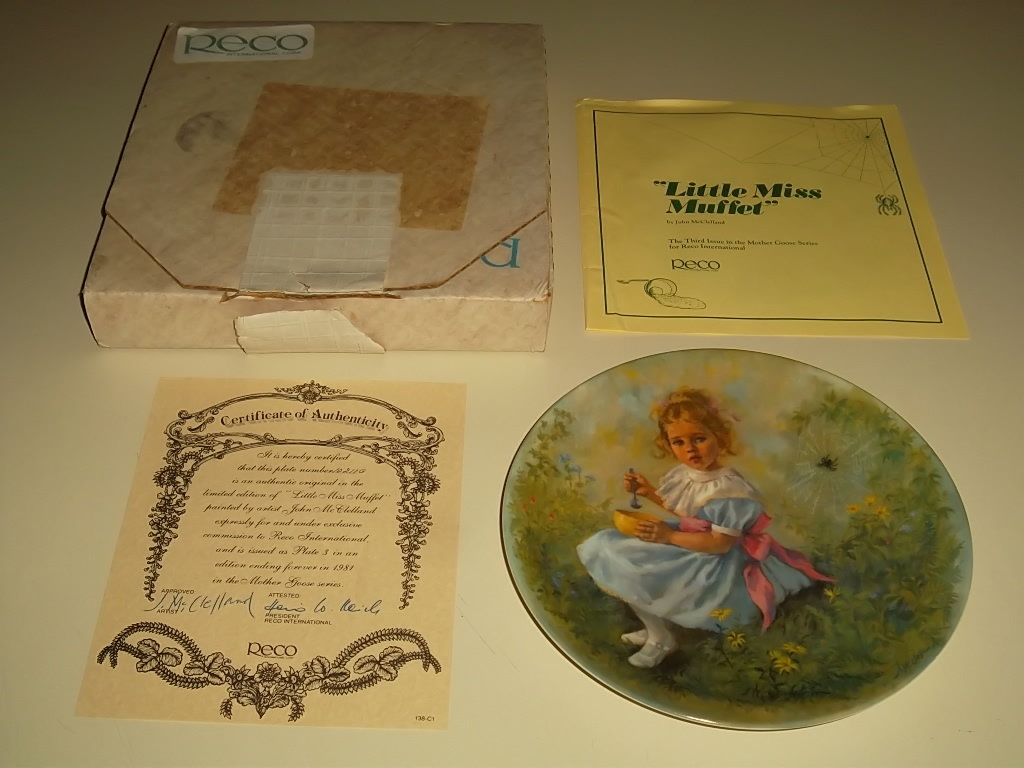 Reco
INTERNATIONAL CORP.
R
"Little Miss
Muffet"
by John McClelland
The Third Issue in the Mother Goose Series
for Reco International
Reco
Certificate of Authenticity
It is hereby certified
that this plate number
is an authentic original in the
limited edition of "Little Miss Muffet"
painted by artist John McClelland
expressly for and under exclusive
commission to Reco International,
and is issued as Plate 3 in an
edition ending forever in 1981
in the Mother Goose series.
APPROVED
J. McClelland
ARTIST
ATTESTED
PRESIDENT
RECO INTERNATIONAL
Reco
138-C1